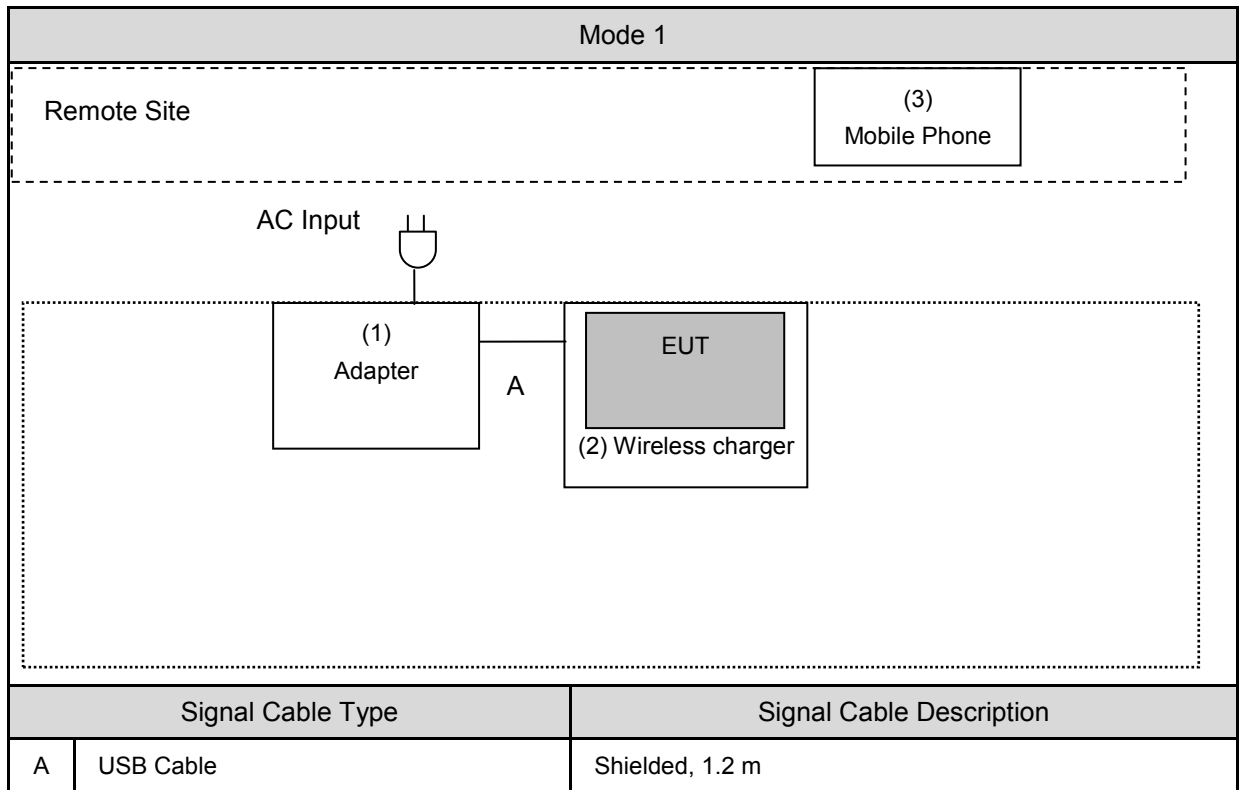 Mode 1
Remote Site
(3)
Mobile Phone
AC Input
(1)
Adapter
A
EUT
(2) Wireless charger
Signal Cable Type
Signal Cable Description
A
USB Cable
Shielded, 1.2 m